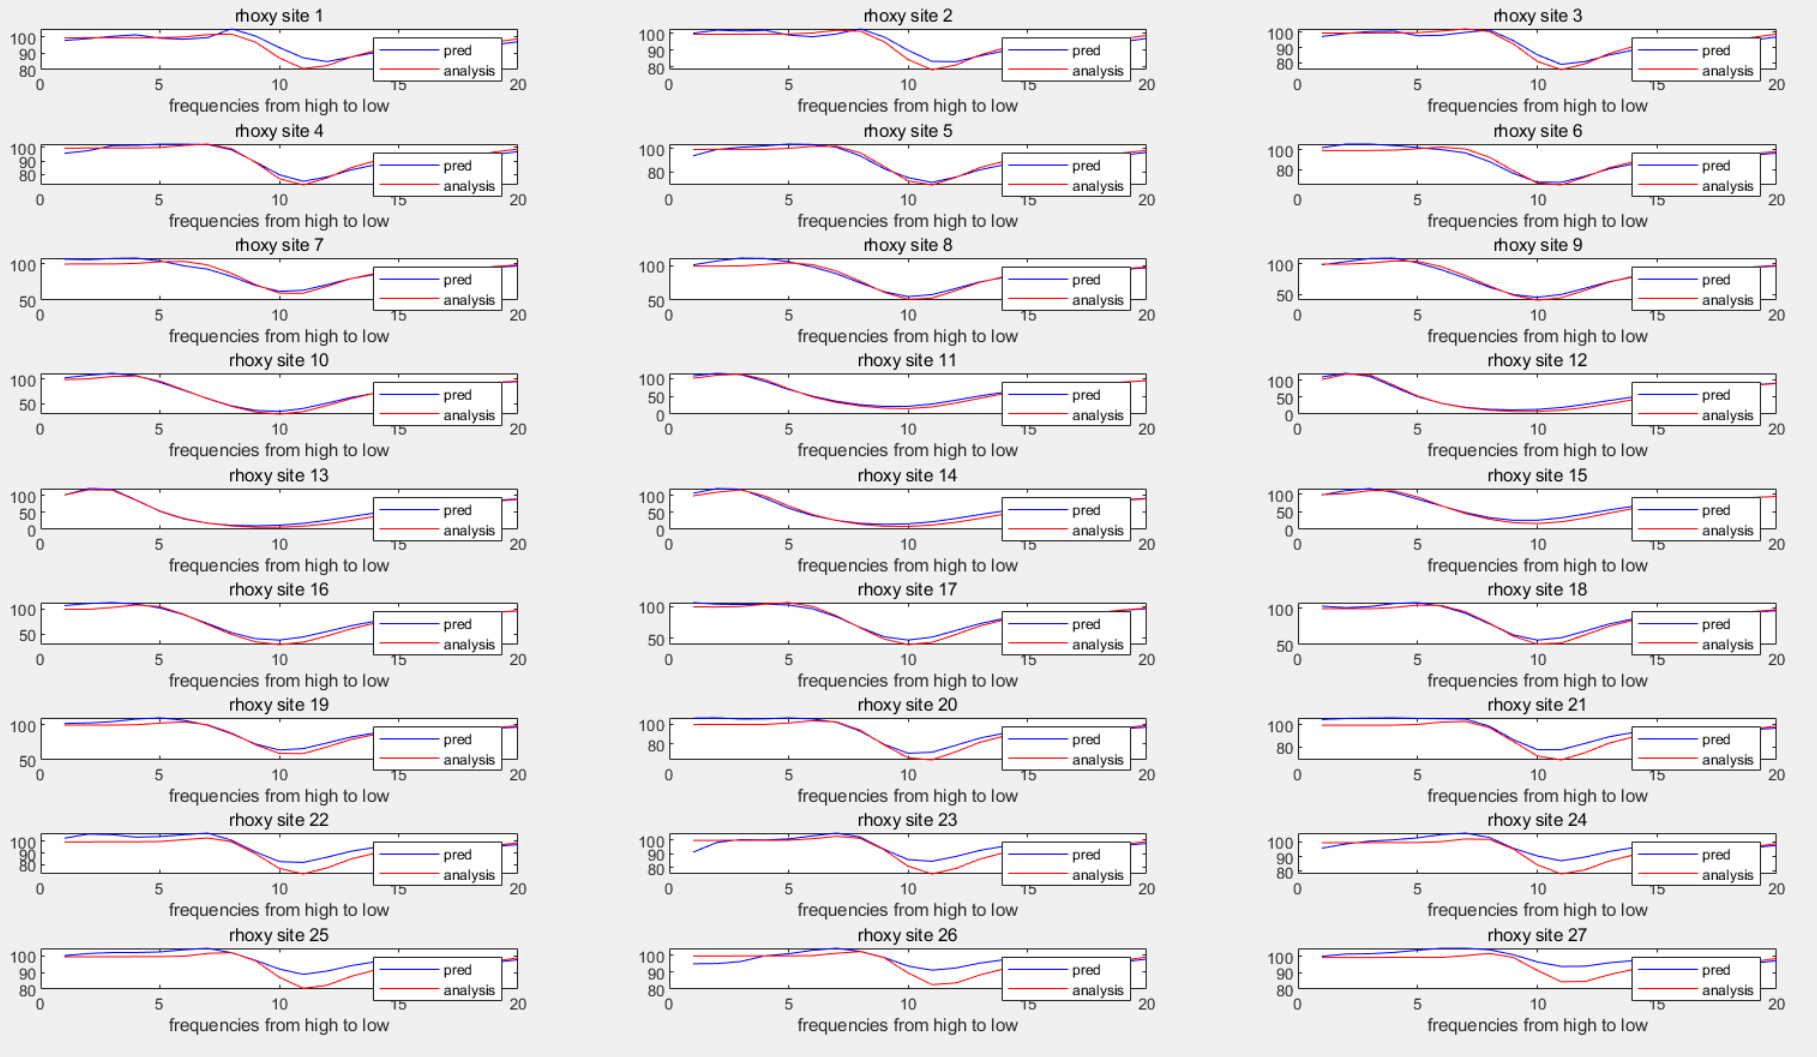 rhoxy site 1
100
90
80
pred
analysis
0 5 10 15 20
frequencies from high to low
rhoxy site 2
100
90
80
pred
analysis
0 5 10 15 20
frequencies from high to low
rhoxy site 3
100
90
80
pred
analysis
0 5 10 15 20
frequencies from high to low
rhoxy site 4
100
90
80
pred
analysis
0 5 10 15 20
frequencies from high to low
rhoxy site 5
100
80
pred
analysis
0 5 10 15 20
frequencies from high to low
rhoxy site 6
100
80
pred
analysis
0 5 10 15 20
frequencies from high to low
rhoxy site 7
100
50
pred
analysis
0 5 10 15 20
frequencies from high to low
rhoxy site 8
100
50
pred
analysis
0 5 10 15 20
frequencies from high to low
rhoxy site 9
100
50
pred
analysis
0 5 10 15 20
frequencies from high to low
rhoxy site 10
100
50
pred
analysis
0 5 10 15 20
frequencies from high to low
rhoxy site 11
100
50
0
pred
analysis
0 5 10 15 20
frequencies from high to low
rhoxy site 12
100
50
0
pred
analysis
0 5 10 15 20
frequencies from high to low
rhoxy site 13
100
50
0
pred
analysis
0 5 10 15 20
frequencies from high to low
rhoxy site 14
100
50
0
pred
analysis
0 5 10 15 20
frequencies from high to low
rhoxy site 15
100
50
0
pred
analysis
0 5 10 15 20
frequencies from high to low
rhoxy site 16
100
50
pred
analysis
0 5 10 15 20
frequencies from high to low
rhoxy site 17
100
50
pred
analysis
0 5 10 15 20
frequencies from high to low
rhoxy site 18
100
50
pred
analysis
0 5 10 15 20
frequencies from high to low
rhoxy site 19
100
50
pred
analysis
0 5 10 15 20
frequencies from high to low
rhoxy site 20
100
80
pred
analysis
0 5 10 15 20
frequencies from high to low
rhoxy site 21
100
80
pred
analysis
0 5 10 15 20
frequencies from high to low
rhoxy site 22
100
90
80
pred
analysis
0 5 10 15 20
frequencies from high to low
rhoxy site 23
100
90
80
pred
analysis
0 5 10 15 20
frequencies from high to low
rhoxy site 24
100
90
80
pred
analysis
0 5 10 15 20
frequencies from high to low
rhoxy site 25
100
90
80
pred
analysis
0 5 10 15 20
frequencies from high to low
rhoxy site 26
100
90
80
pred
analysis
0 5 10 15 20
frequencies from high to low
rhoxy site 27
100
90
80
pred
analysis
0 5 10 15 20
frequencies from high to low